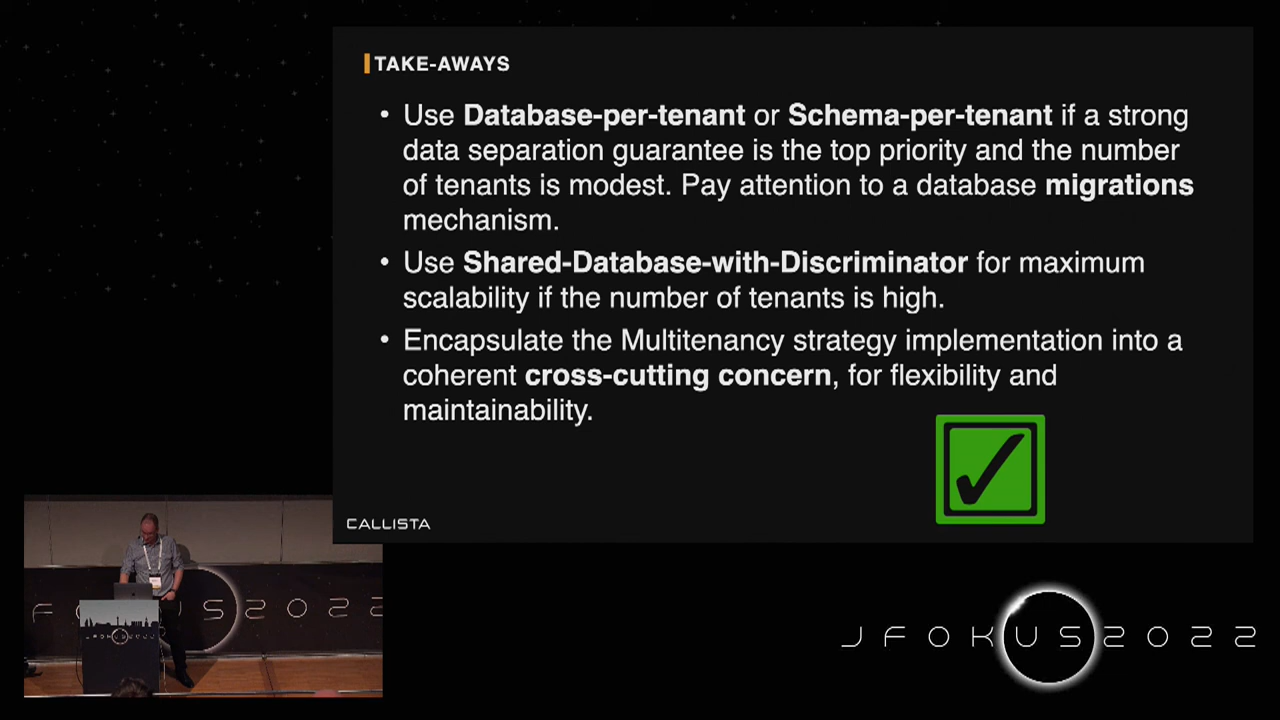 TAKE-AWAYS
• Use Database-per-tenant or Schema-per-tenant if a strong
data separation guarantee is the top priority and the number
of tenants is modest. Pay attention to a database migrations
mechanism.
• Use Shared-Database-with-Discriminator for maximum
scalability if the number of tenants is high.
• Encapsulate the Multitenancy strategy implementation into a
coherent cross-cutting concern, for flexibility and
maintainability.
CALLISTA
JFOKUS2022
JFOKUS2022
JFOKUS2022